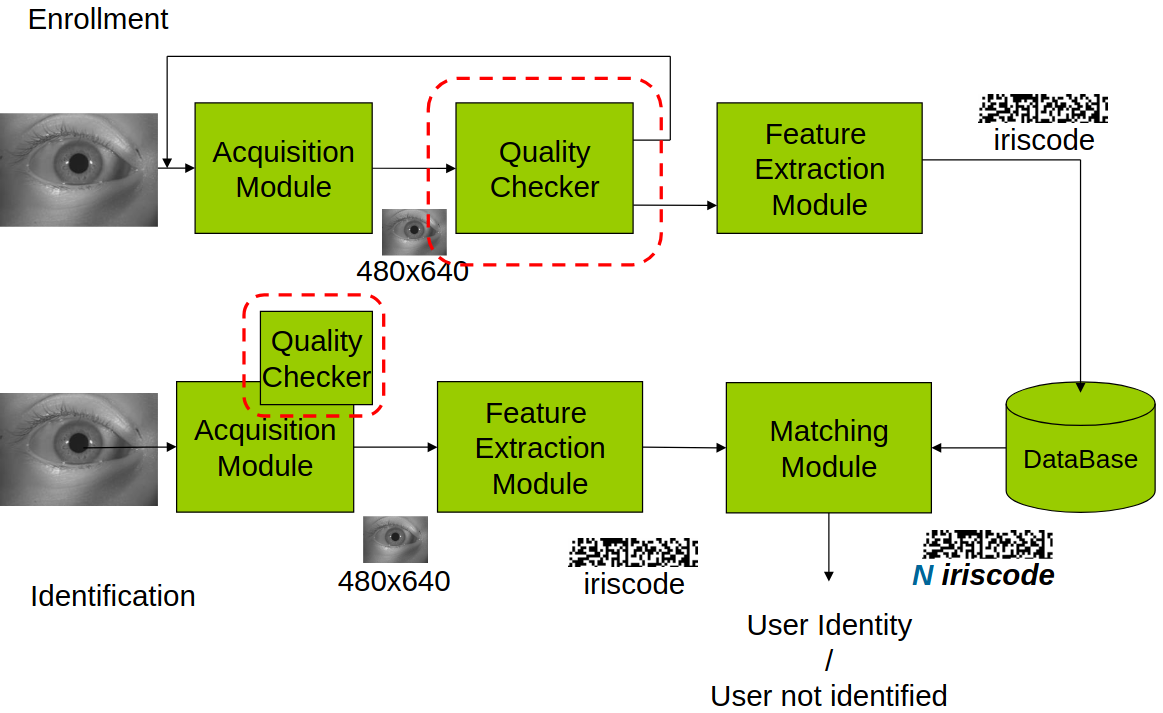 Enrollment
Acquisition
Module
Quality
Checker
Feature
Extraction
Module
iriscode
480x640
Quality
Checker
Acquisition
Module
Feature
Extraction
Module
Matching
Module
DataBase
480x640
iriscode
N iriscode
Identification
User Identity
/
User not identified